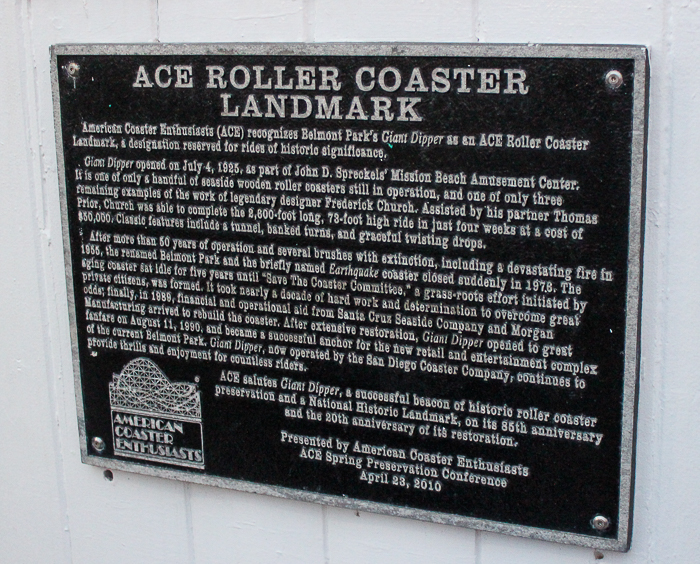 ACE ROLLER COASTER
LANDMARK
American Coaster Enthusiasts (ACE) recognizes Belmont Park's Giant Dipper as an ACE Roller Coaster
Landmark, a designation reserved for rides of historic significance.
Giant Dipper opened on July 4, 1925, as part of John D. Spreckels' Mission Beach Amusement Center.
It is one of only a handful of seaside wooden roller coasters still in operation, and one of only three
remaining examples of the work of legendary designer Frederick Church. Assisted by his partner Thomas
Prior, Church was able to complete the 2,600-foot long, 73-foot high ride in just four weeks at a cost of
$50,000. Classic features include a tunnel, banked turns, and graceful twisting drops.
After more than 50 years of operation and several brushes with extinction, including a devastating fire in
1955, the renamed Belmont Park and the briefly named Earthquake coaster closed suddenly in 1976. The
aging coaster sat idle for five years until "Save The Coaster Committee," a grass-roots effort initiated by
private citizens, was formed. It took nearly a decade of hard work and determination to overcome great
odds; finally, in 1989, financial and operational aid from Santa Cruz Seaside Company and Morgan
Manufacturing arrived to rebuild the coaster. After extensive restoration, Giant Dipper opened to great
fanfare on August 11, 1990, and became a successful anchor for the new retail and entertainment complex
of the current Belmont Park. Giant Dipper, now operated by the San Diego Coaster Company, continues to
provide thrills and enjoyment for countless riders.
ACE salutes Giant Dipper, a successful beacon of historic roller coaster
preservation and a National Historic Landmark, on its 85th anniversary
and the 20th anniversary of its restoration.
Presented by American Coaster Enthusiasts
ACE Spring Preservation Conference
April 23, 2010
AMERICAN
COASTER
ENTHUSIASTS